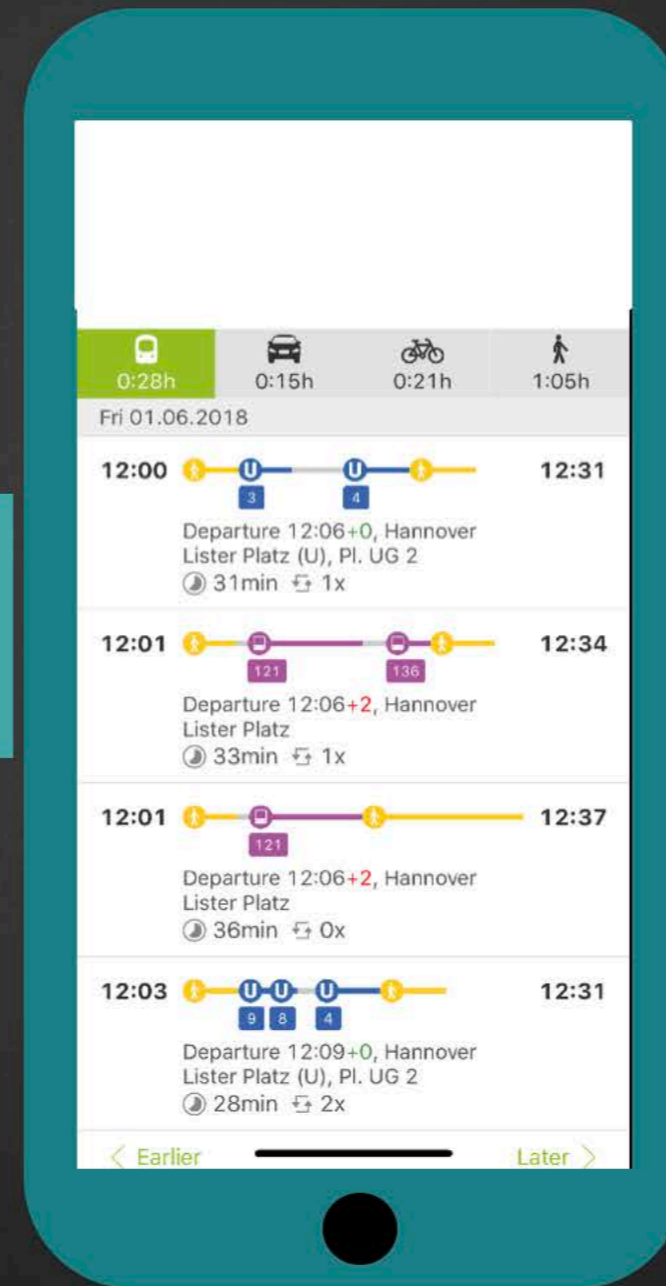 0:28h 0:15h 0:21h 1:05h
Fri 01.06.2018
12:00 U U 12:31
3 4
Departure 12:06+0, Hannover
Lister Platz (U), Pl. UG 2
31min 1x
12:01 12:34
121 136
Departure 12:06+2, Hannover
Lister Platz
33min 1x
12:01 12:37
121
Departure 12:06+2, Hannover
Lister Platz
36min 0x
12:03 U U U 12:31
9 8 4
Departure 12:09+0, Hannover
Lister Platz (U), Pl. UG 2
28min 2x
< Earlier Later >